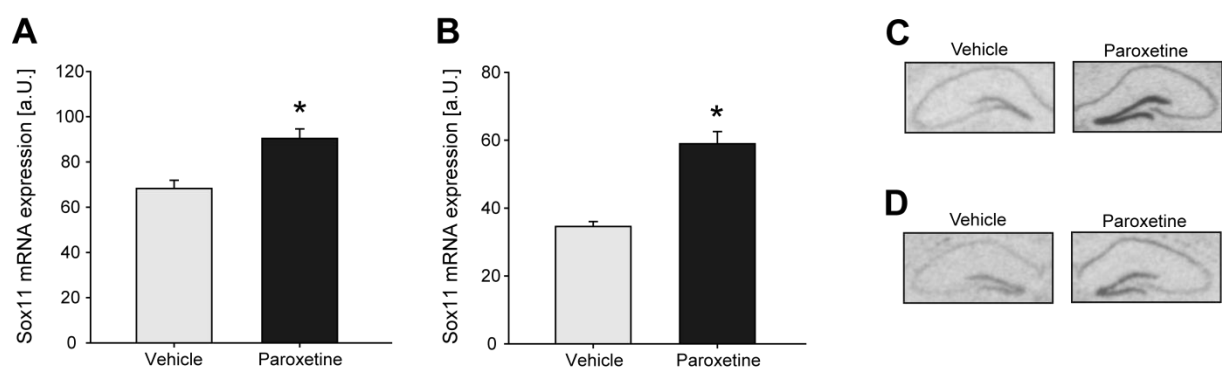 A
Sox11 mRNA expression [a.U.]
120
100
80
60
40
20
0
*
Vehicle
Paroxetine
B
Sox11 mRNA expression [a.U.]
80
60
40
20
0
*
Vehicle
Paroxetine
C
Vehicle
Paroxetine
D
Vehicle
Paroxetine